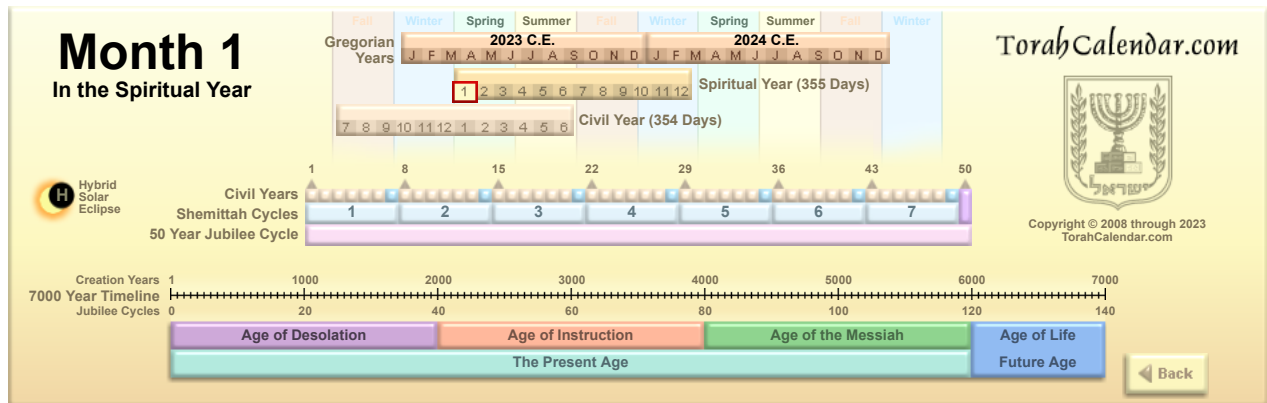 Month 1
In the Spiritual Year
Fall Winter Spring Summer Fall Winter Spring Summer Fall Winter
Gregorian Years
2023 C.E. 2024 C.E.
J F M A M J J A S O N D J F M A M J J A S O N D
1 2 3 4 5 6 7 8 9 10 11 12 Spiritual Year (355 Days)
7 8 9 10 11 12 1 2 3 4 5 6 Civil Year (354 Days)
TorahCalendar.com
ישראל
Copyright © 2008 through 2023
TorahCalendar.com
H
Hybrid
Solar
Eclipse
1 8 15 22 29 36 43 50
Civil Years
Shemittah Cycles 1 2 3 4 5 6 7
50 Year Jubilee Cycle
Creation Years 1 1000 2000 3000 4000 5000 6000 7000
7000 Year Timeline
Jubilee Cycles 0 20 40 60 80 100 120 140
Age of Desolation Age of Instruction Age of the Messiah Age of Life
The Present Age Future Age
Back